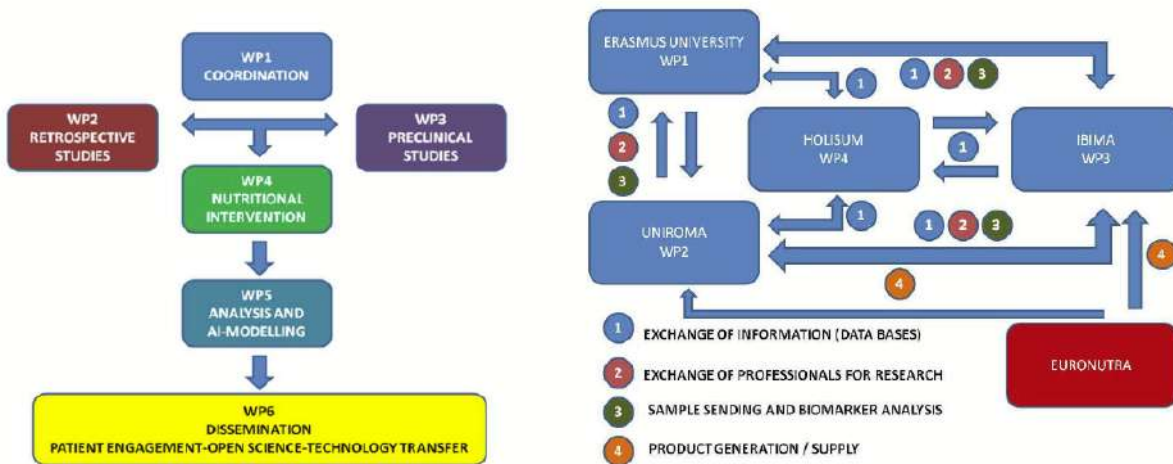 WP1
COORDINATION
WP2
RETROSPECTIVE
STUDIES
WP3
PRECLINICAL
STUDIES
WP4
NUTRITIONAL
INTERVENTION
WP5
ANALYSIS AND
AI-MODELLING
WP6
DISSEMINATION
PATIENT ENGAGEMENT-OPEN SCIENCE-TECHNOLOGY TRANSFER
ERASMUS UNIVERSITY
WP1
1
1 2 3
1
2
3
HOLISUM
WP4
1
IBIMA
WP3
UNIROMA
WP2
1
1 2 3
4
4
1 EXCHANGE OF INFORMATION (DATA BASES)
2 EXCHANGE OF PROFESSIONALS FOR RESEARCH
3 SAMPLE SENDING AND BIOMARKER ANALYSIS
4 PRODUCT GENERATION / SUPPLY
EURONUTRA